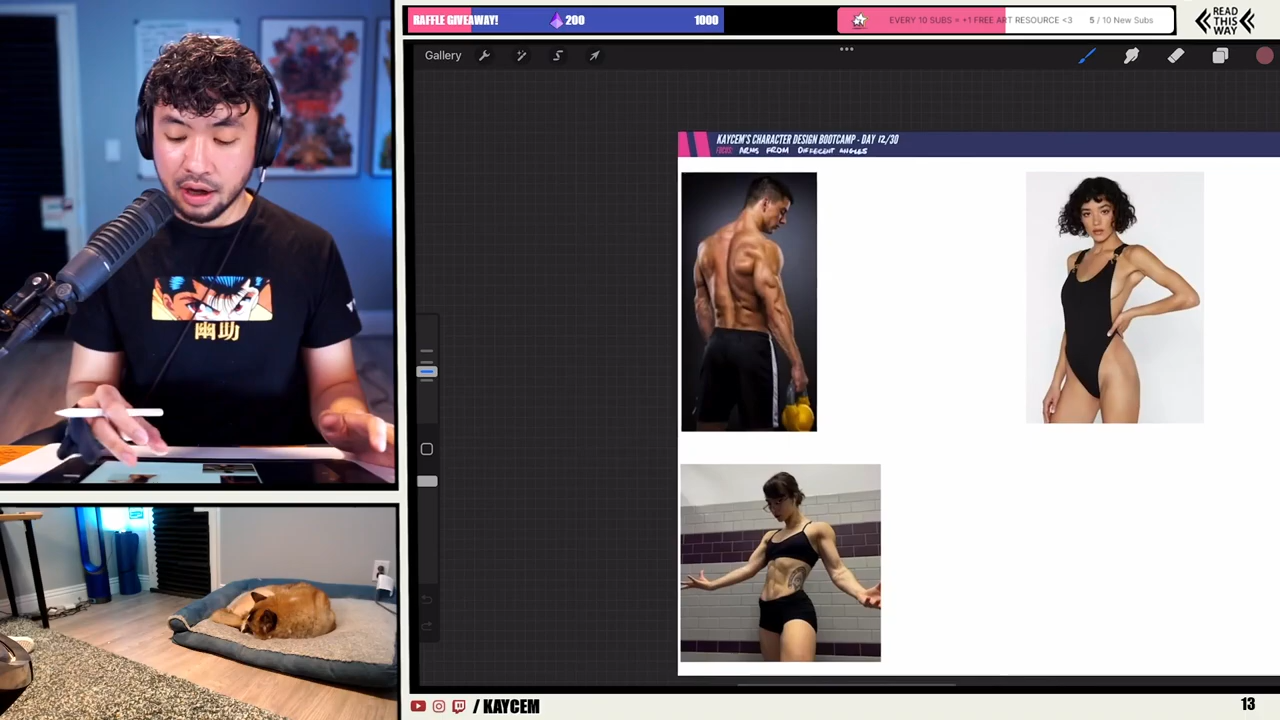 RAFFLE GIVEAWAY! 200 1000
EVERY 10 SUBS = +1 FREE ART RESOURCE <3 5 / 10 New Subs
READ
THIS
WAY
Gallery
KAYCEM'S CHARACTER DESIGN BOOTCAMP - DAY 12/30
FOCUS: ARMS FROM DIFFERENT ANGLES
幽助
/ KAYCEM
13